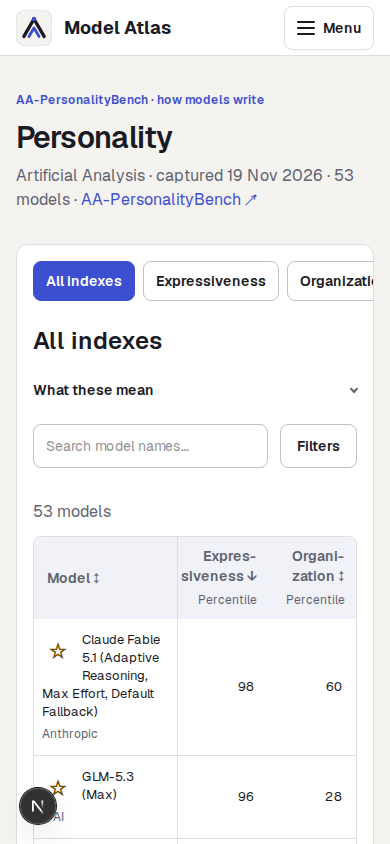 Model Atlas
Menu
AA-PersonalityBench · how models write
Personality
Artificial Analysis · captured 19 Nov 2026 · 53
models · AA-PersonalityBench ↗
All Indexes
Expressiveness
All indexes
What these mean
Search model names…
Filters
53 models
Model ↕
Expres-
siveness ↓
Percentile
Organi-
zation ↕
Percentile
Claude Fable
5.1 (Adaptive
Reasoning,
Max Effort, Default
Fallback)
Anthropic
98
60
GLM-5.3
(Max)
AI
96
28
N